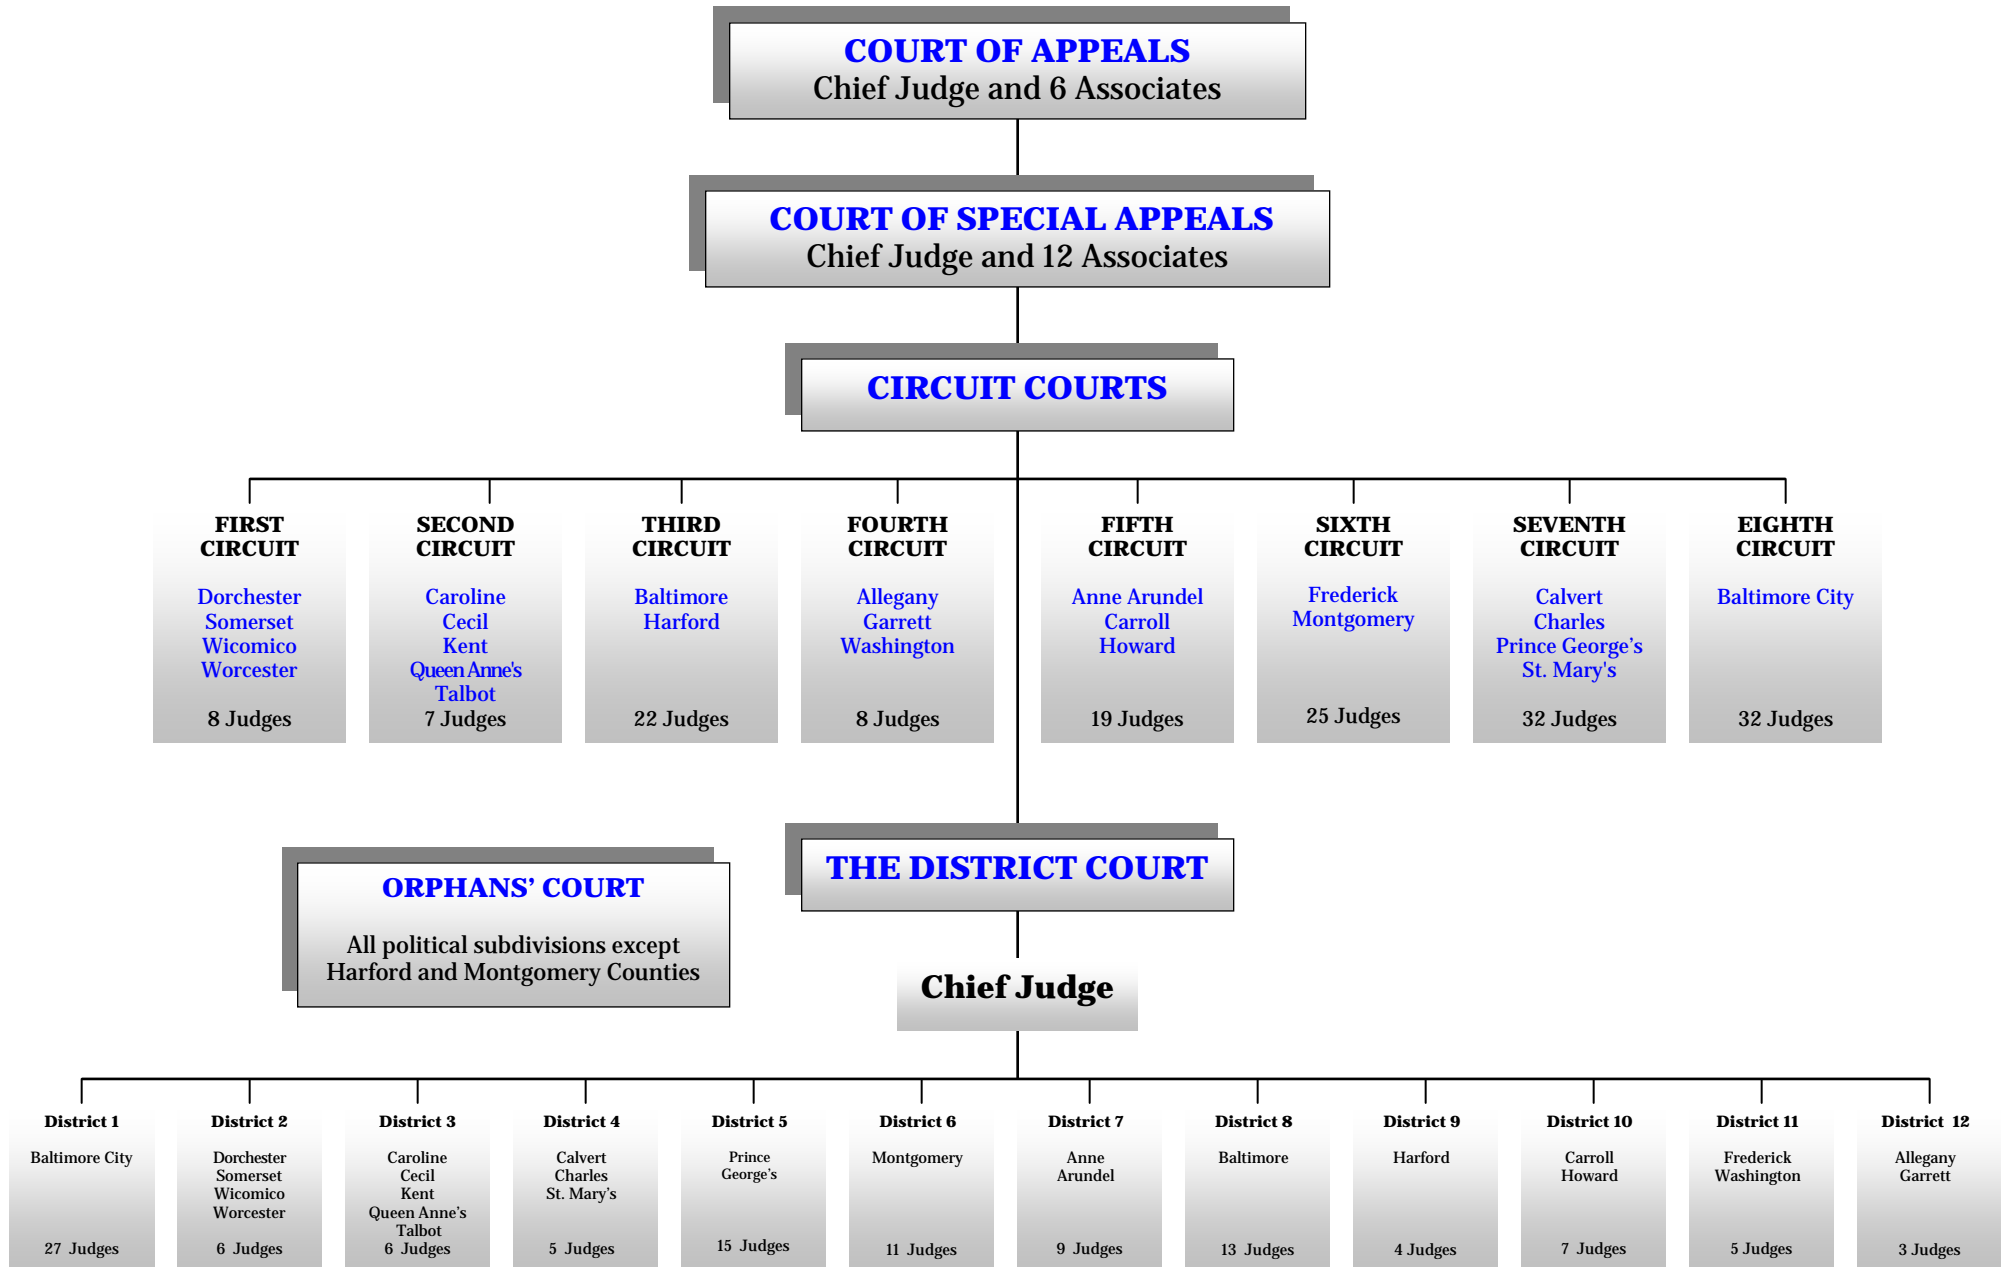 COURT OF APPEALS
Chief Judge and 6 Associates
COURT OF SPECIAL APPEALS
Chief Judge and 12 Associates
CIRCUIT COURTS
FIRST
CIRCUIT
Dorchester
Somerset
Wicomico
Worcester
8 Judges
SECOND
CIRCUIT
Caroline
Cecil
Kent
Queen Anne's
Talbot
7 Judges
THIRD
CIRCUIT
Baltimore
Harford
22 Judges
FOURTH
CIRCUIT
Allegany
Garrett
Washington
8 Judges
FIFTH
CIRCUIT
Anne Arundel
Carroll
Howard
19 Judges
SIXTH
CIRCUIT
Frederick
Montgomery
25 Judges
SEVENTH
CIRCUIT
Calvert
Charles
Prince George’s
St. Mary's
32 Judges
EIGHTH
CIRCUIT
Baltimore City
32 Judges
ORPHANS’ COURT
All political subdivisions except
Harford and Montgomery Counties
THE DISTRICT COURT
Chief Judge
District 1
Baltimore City
27 Judges
District 2
Dorchester
Somerset
Wicomico
Worcester
6 Judges
District 3
Caroline
Cecil
Kent
Queen Anne’s
Talbot
6 Judges
District 4
Calvert
Charles
St. Mary’s
5 Judges
District 5
Prince
George’s
15 Judges
District 6
Montgomery
11 Judges
District 7
Anne
Arundel
9 Judges
District 8
Baltimore
13 Judges
District 9
Harford
4 Judges
District 10
Carroll
Howard
7 Judges
District 11
Frederick
Washington
5 Judges
District 12
Allegany
Garrett
3 Judges